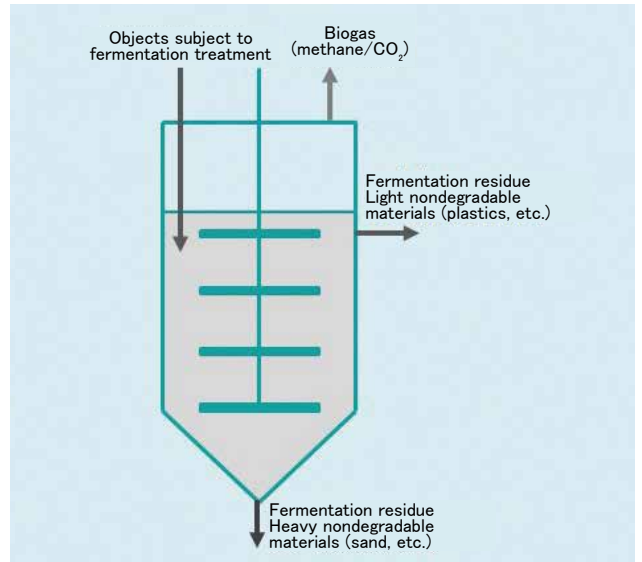 Objects subject to
fermentation treatment
Biogas
(methane/CO₂)
Fermentation residue
Light nondegradable
materials (plastics, etc.)
Fermentation residue
Heavy nondegradable
materials (sand, etc.)